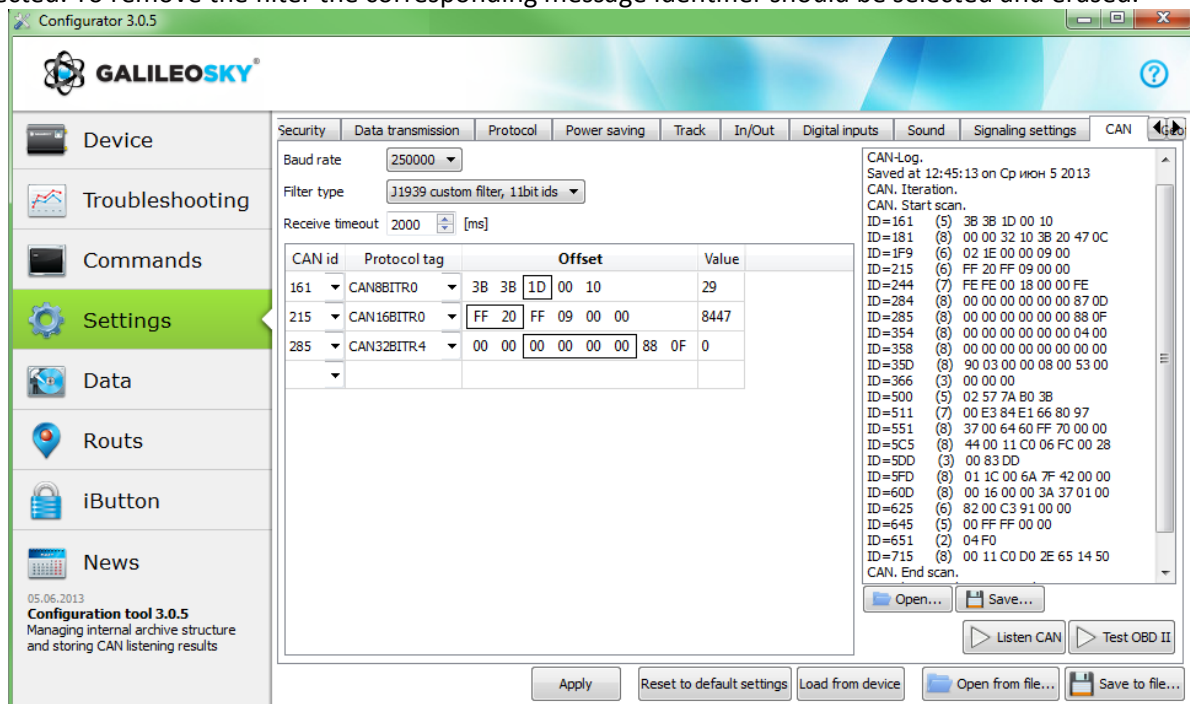 ected. To remove the filter the corresponding message identifier should be selected and erased.
Configurator 3.0.5
GALILEOSKY®
Device
Troubleshooting
Commands
Settings
Data
Routs
iButton
News
05.06.2013
Configuration tool 3.0.5
Managing internal archive structure
and storing CAN listening results
Security Data transmission Protocol Power saving Track In/Out Digital inputs Sound Signaling settings CAN
Baud rate 250000
Filter type J1939 custom filter, 11bit ids
Receive timeout 2000 [ms]
CAN id Protocol tag Offset Value
161 CAN8BITR0 3B 3B 1D 00 10 29
215 CAN16BITR0 FF 20 FF 09 00 00 8447
285 CAN32BITR4 00 00 00 00 00 00 88 0F 0
CAN-Log.
Saved at 12:45:13 on Ср июн 5 2013
CAN. Iteration.
CAN. Start scan.
ID=161 (5) 3B 3B 1D 00 10
ID=181 (8) 00 00 32 10 3B 20 47 0C
ID=1F9 (6) 02 1E 00 00 09 00
ID=215 (6) FF 20 FF 09 00 00
ID=244 (7) FE FE 00 18 00 00 FE
ID=284 (8) 00 00 00 00 00 00 87 0D
ID=285 (8) 00 00 00 00 00 00 88 0F
ID=354 (8) 00 00 00 00 00 00 04 00
ID=358 (8) 00 00 00 00 00 00 00 00
ID=35D (8) 90 03 00 00 08 00 53 00
ID=366 (3) 00 00 00
ID=500 (5) 02 57 7A B0 3B
ID=511 (7) 00 E3 84 E1 66 80 97
ID=551 (8) 37 00 64 60 FF 70 00 00
ID=5C5 (8) 44 00 11 C0 06 FC 00 28
ID=5DD (3) 00 83 DD
ID=5FD (8) 01 1C 00 6A 7F 42 00 00
ID=60D (8) 00 16 00 00 3A 37 01 00
ID=625 (6) 82 00 C3 91 00 00
ID=645 (5) 00 FF FF 00 00
ID=651 (2) 04 F0
ID=715 (8) 00 11 C0 D0 2E 65 14 50
CAN. End scan.
Open... Save...
Listen CAN Test OBD II
Apply Reset to default settings Load from device Open from file... Save to file...